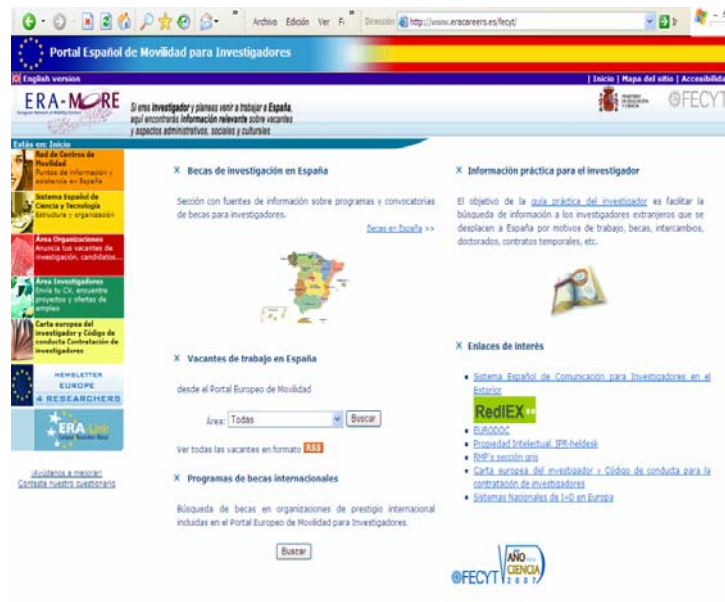 Archivo Edición Ver
Dirección http://www.eracareers.es/fecyt/
Portal Español de Movilidad para Investigadores
English version
| Inicio | Mapa del sitio | Accesibilida
ERA-MORE
Si eres investigador y planeas venir a trabajar a España,
aquí encontrarás información relevante sobre vacantes
y aspectos administrativos, sociales y culturales
FECYT
Estás en: Inicio
Red de Centros de
Movilidad
Puntos de información y
asistencia en España
Sistema Español de
Ciencia y Tecnología
Estructura y organización
Área Organizaciones
Anuncia tus vacantes de
investigación, candidatos...
Área Investigadores
Envía tu CV, encuentra
proyectos y ofertas de
empleo
Carta europea del
investigador y Código de
conducta Contratación de
investigadores
NEWSLETTER
EUROPE
4 RESEARCHERS
ERA-Link
¡Ayúdanos a mejorar!
Contesta nuestro cuestionario
X Becas de investigación en España
Sección con fuentes de información sobre programas y convocatorias
de becas para investigadores.
Becas en España >>
X Vacantes de trabajo en España
desde el Portal Europeo de Movilidad
Área: Todas Buscar
Ver todas las vacantes en formato RSS
X Programas de becas internacionales
Búsqueda de becas en organizaciones de prestigio internacional
incluidas en el Portal Europeo de Movilidad para Investigadores.
Buscar
X Información práctica para el investigador
El objetivo de la guía práctica del investigador es facilitar la
búsqueda de información a los investigadores extranjeros que se
desplacen a España por motivos de trabajo, becas, intercambios,
doctorados, contratos temporales, etc.
X Enlaces de interés
Sistema Español de Comunicación para Investigadores en el
Exterior
RedIEX
EURODOC
Propiedad Intelectual. IPR-heldesk
RMP's sección gris
Carta europea del investigador y Código de conducta para la
contratación de investigadores
Sistemas Nacionales de I+D en Europa
FECYT
AÑO
CIENCIA
2007